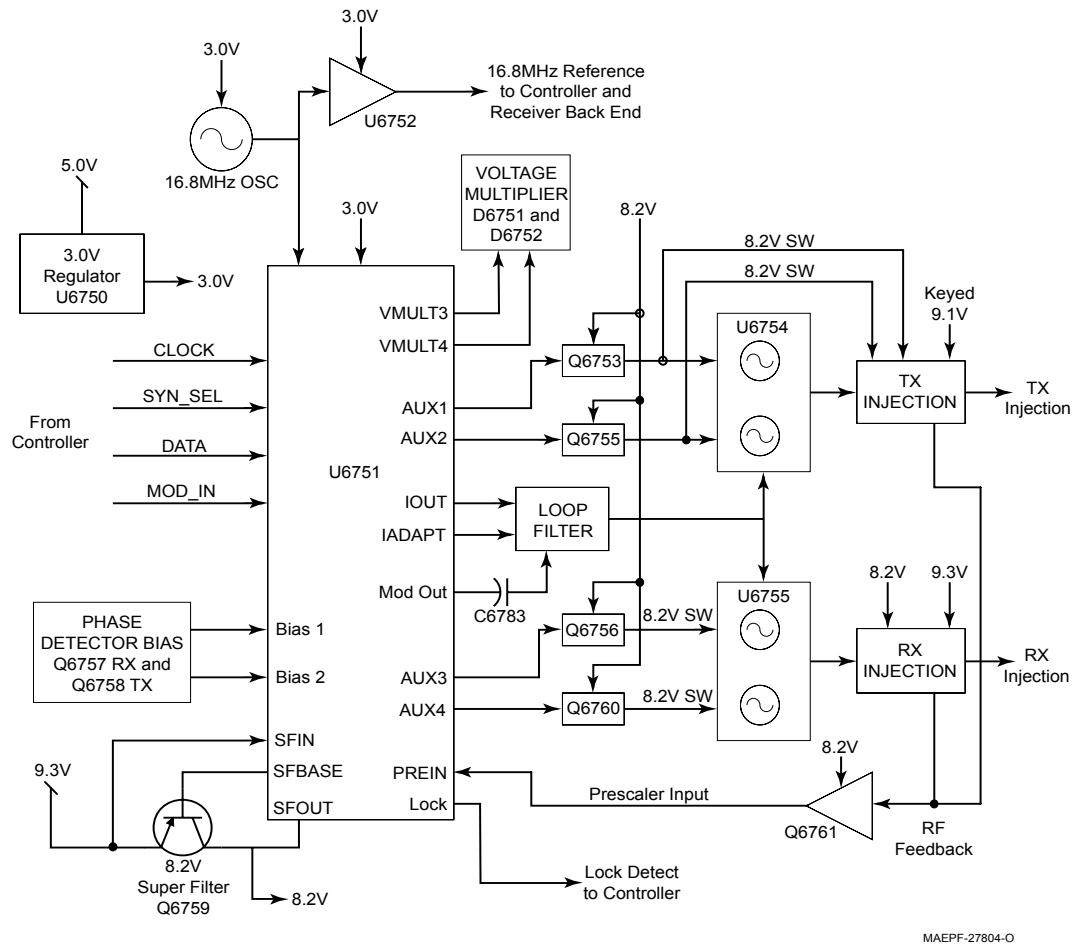 3.0V
3.0V
16.8MHz Reference
to Controller and
Receiver Back End
U6752
16.8MHz OSC
5.0V
3.0V
Regulator
U6750
3.0V
3.0V
VOLTAGE
MULTIPLIER
D6751 and
D6752
8.2V
8.2V SW
8.2V SW
Keyed
9.1V
VMULT3
VMULT4
AUX1
AUX2
Q6753
Q6755
U6754
TX
INJECTION
TX
Injection
From
Controller
CLOCK
SYN_SEL
DATA
MOD_IN
U6751
IOUT
IADAPT
LOOP
FILTER
Mod Out
C6783
PHASE
DETECTOR BIAS
Q6757 RX and
Q6758 TX
Bias 1
Bias 2
AUX3
AUX4
Q6756
Q6760
8.2V SW
8.2V SW
U6755
8.2V
9.3V
RX
INJECTION
RX
Injection
9.3V
SFIN
SFBASE
SFOUT
PREIN
Lock
Prescaler Input
8.2V
Q6761
RF
Feedback
8.2V
Super Filter
Q6759
8.2V
Lock Detect
to Controller
MAEPF-27804-O